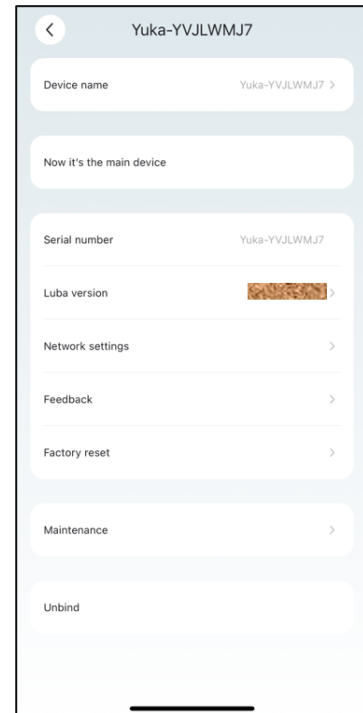 Yuka-YVJLWMJ7
Device name Yuka-YVJLWMJ7
Now it's the main device
Serial number Yuka-YVJLWMJ7
Luba version
Network settings
Feedback
Factory reset
Maintenance
Unbind